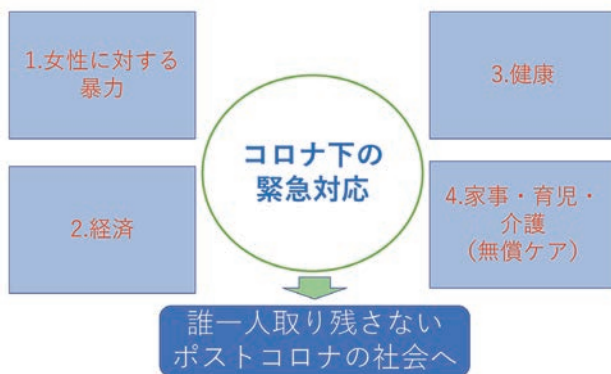 1.女性に対する
暴力
2.経済
コロナ下の
緊急対応
3.健康
4.家事・育児・
介護
（無償ケア）
誰一人取り残さない
ポストコロナの社会へ